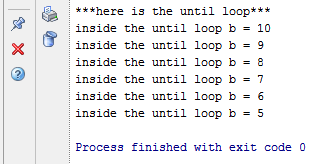 ***here is the until loop***
inside the until loop b = 10
inside the until loop b = 9
inside the until loop b = 8
inside the until loop b = 7
inside the until loop b = 6
inside the until loop b = 5
Process finished with exit code 0